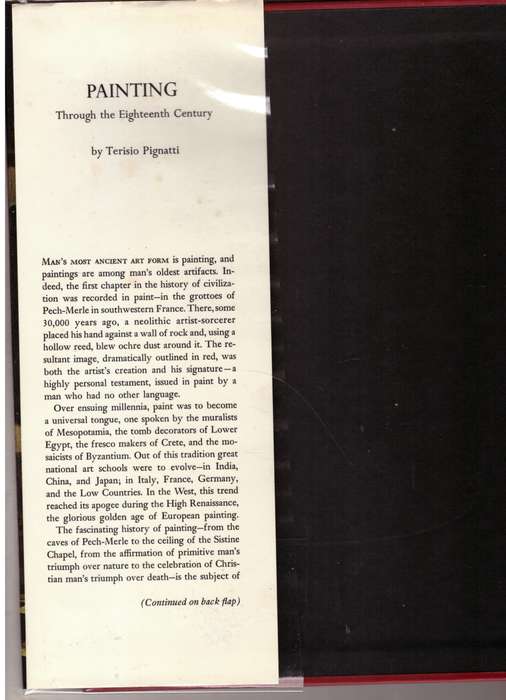 PAINTING
Through the Eighteenth Century
by Terisio Pignatti
MAN'S MOST ANCIENT ART FORM is painting, and
paintings are among man's oldest artifacts. In-
deed, the first chapter in the history of civiliza-
tion was recorded in paint—in the grottoes of
Pech-Merle in southwestern France. There, some
30,000 years ago, a neolithic artist-sorcerer
placed his hand against a wall of rock and, using a
hollow reed, blew ochre dust around it. The re-
sultant image, dramatically outlined in red, was
both the artist's creation and his signature—a
highly personal testament, issued in paint by a
man who had no other language.
Over ensuing millennia, paint was to become
a universal tongue, one spoken by the muralists
of Mesopotamia, the tomb decorators of Lower
Egypt, the fresco makers of Crete, and the mo-
saicists of Byzantium. Out of this tradition great
national art schools were to evolve—in India,
China, and Japan; in Italy, France, Germany,
and the Low Countries. In the West, this trend
reached its apogee during the High Renaissance,
the glorious golden age of European painting.
The fascinating history of painting—from the
caves of Pech-Merle to the ceiling of the Sistine
Chapel, from the affirmation of primitive man's
triumph over nature to the celebration of Chris-
tian man's triumph over death—is the subject of
(Continued on back flap)